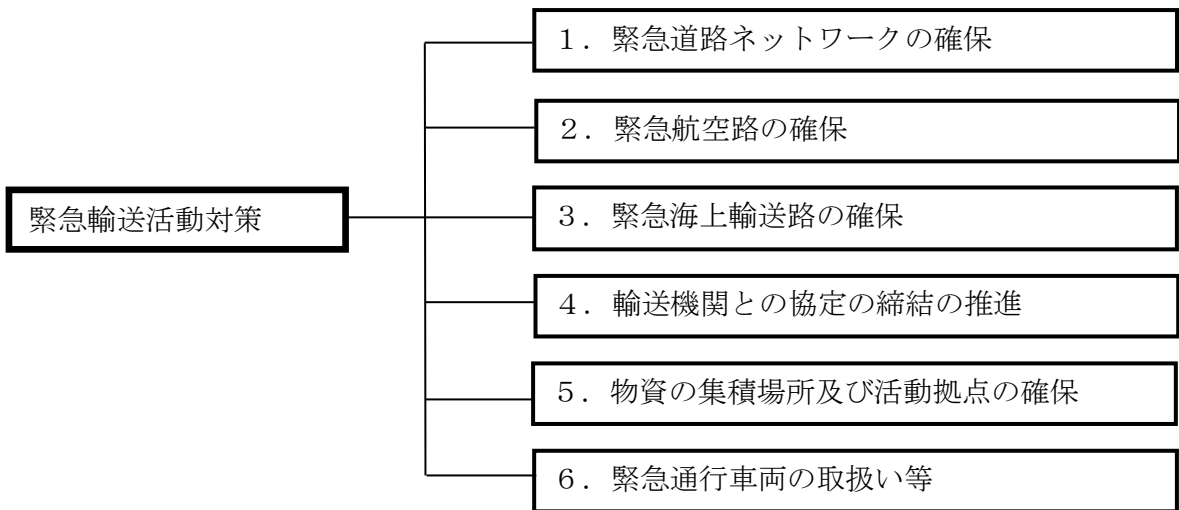 緊急輸送活動対策
１．緊急道路ネットワークの確保
２．緊急航空路の確保
３．緊急海上輸送路の確保
４．輸送機関との協定の締結の推進
５．物資の集積場所及び活動拠点の確保
６．緊急通行車両の取扱い等